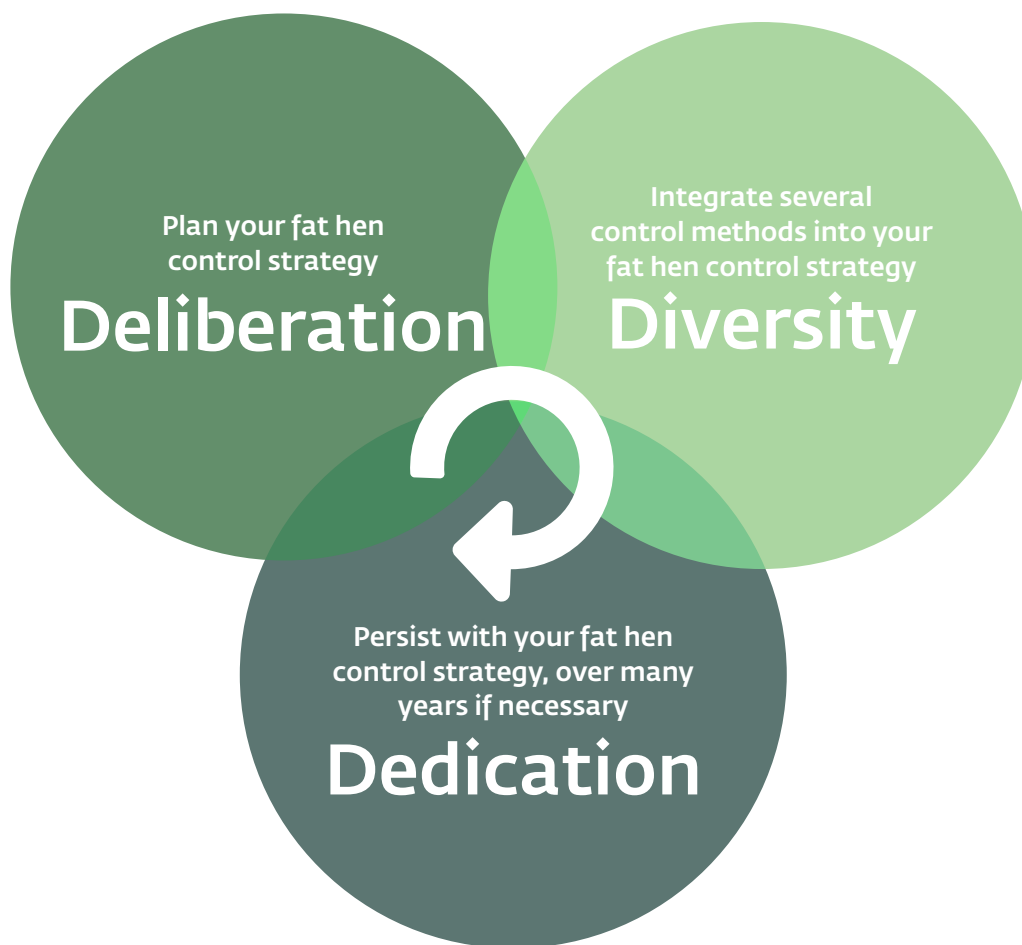 Plan your fat hen
control strategy
Deliberation
Integrate several
control methods into your
fat hen control strategy
Diversity
Persist with your fat hen
control strategy, over many
years if necessary
Dedication